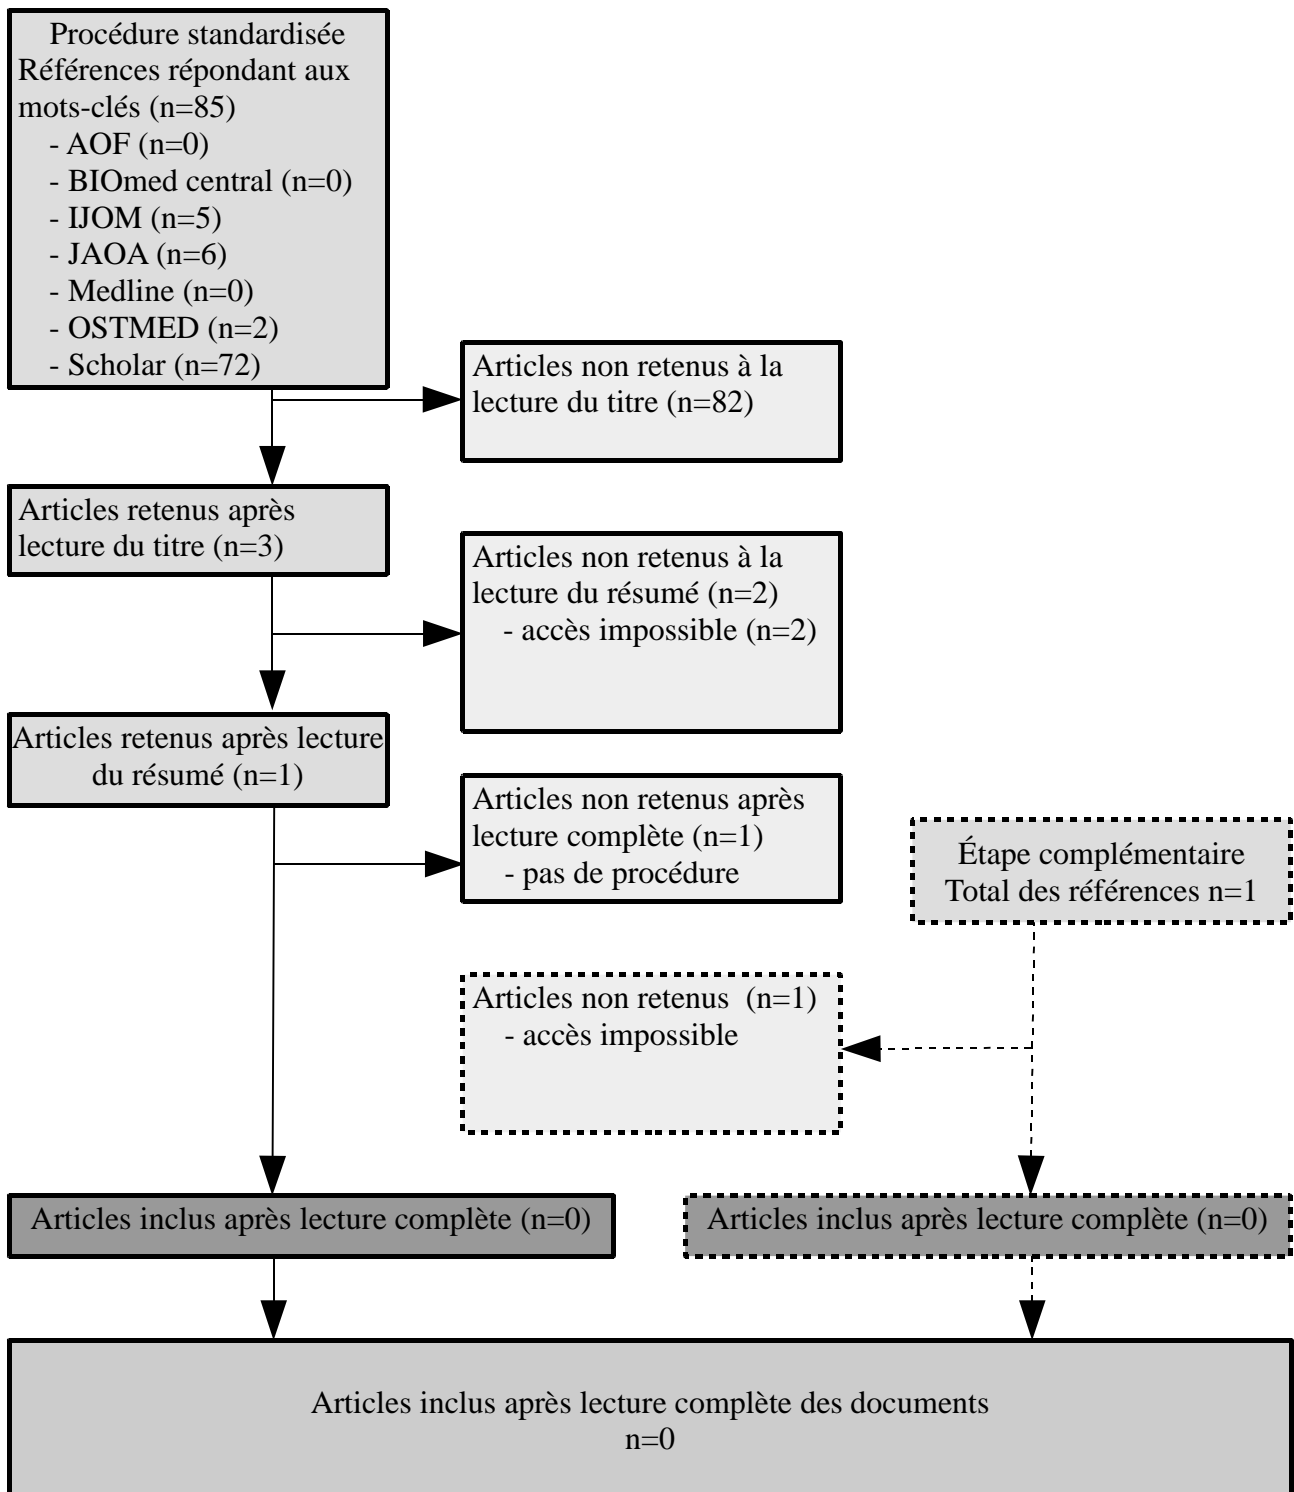 Procédure standardisée
Références répondant aux
mots-clés (n=85)
- AOF (n=0)
- BIOmed central (n=0)
- IJOM (n=5)
- JAOA (n=6)
- Medline (n=0)
- OSTMED (n=2)
- Scholar (n=72)
Articles non retenus à la
lecture du titre (n=82)
Articles retenus après
lecture du titre (n=3)
Articles non retenus à la
lecture du résumé (n=2)
- accès impossible (n=2)
Articles retenus après lecture
du résumé (n=1)
Articles non retenus après
lecture complète (n=1)
- pas de procédure
Étape complémentaire
Total des références n=1
Articles non retenus  (n=1)
- accès impossible
Articles inclus après lecture complète (n=0)
Articles inclus après lecture complète (n=0)
Articles inclus après lecture complète des documents
n=0